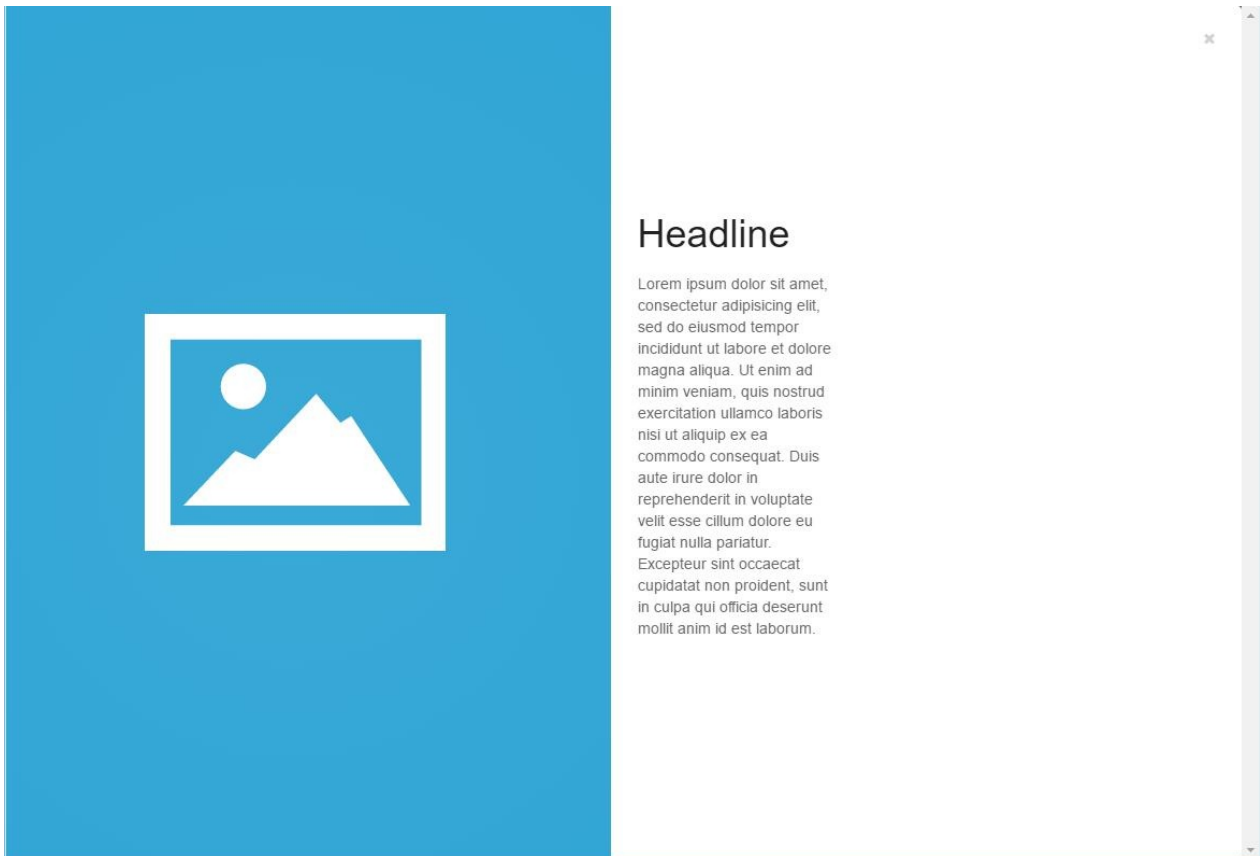 Headline
Lorem ipsum dolor sit amet,
consectetur adipisicing elit,
sed do eiusmod tempor
incididunt ut labore et dolore
magna aliqua. Ut enim ad
minim veniam, quis nostrud
exercitation ullamco laboris
nisi ut aliquip ex ea
commodo consequat. Duis
aute irure dolor in
reprehenderit in voluptate
velit esse cillum dolore eu
fugiat nulla pariatur.
Excepteur sint occaecat
cupidatat non proident, sunt
in culpa qui officia deserunt
mollit anim id est laborum.